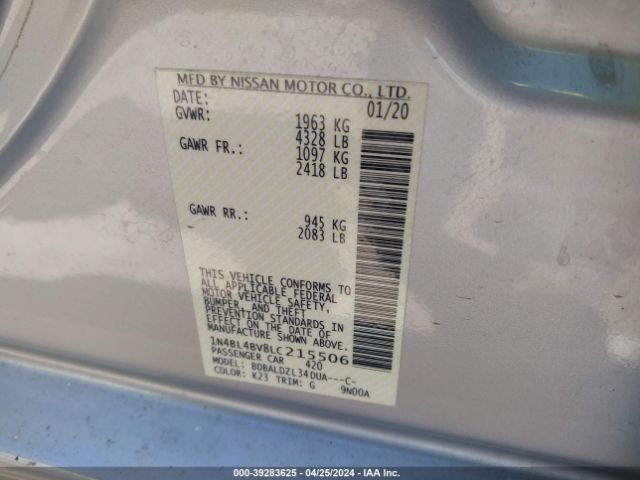 MFD BY NISSAN MOTOR CO., LTD.
DATE: 01/20
GVWR: 1963 KG
4328 LB
GAWR FR.: 1097 KG
2418 LB
GAWR RR.: 945 KG
2083 LB
THIS VEHICLE CONFORMS TO
ALL APPLICABLE FEDERAL
MOTOR VEHICLE SAFETY,
BUMPER, AND THEFT
PREVENTION STANDARDS IN
EFFECT ON THE DATE OF
MANUFACTURE SHOWN ABOVE.
1N4BL4BV8LC215506
PASSENGER CAR 420
MODEL: BDBALDZL34DUA---C-
COLOR: K23 TRIM: G 9N00A
000-39283625 - 04/25/2024 - IAA Inc.